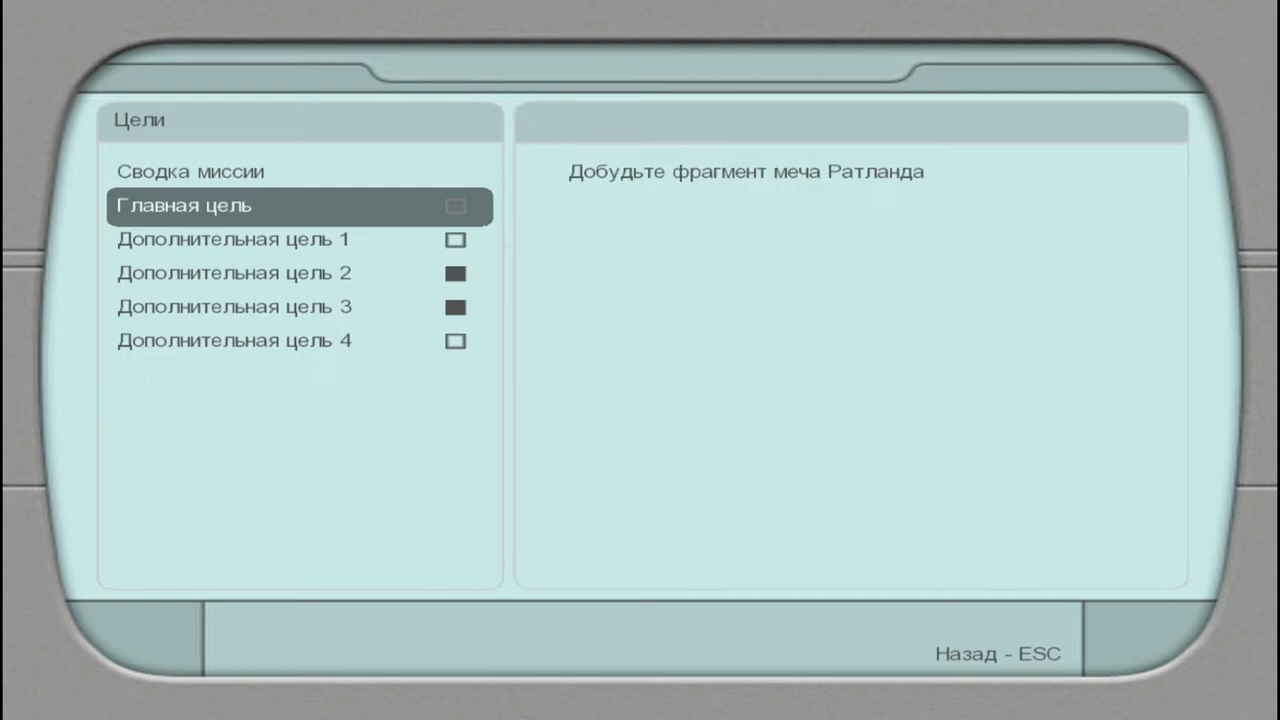 Цели
Сводка миссии
Главная цель
Дополнительная цель 1
Дополнительная цель 2
Дополнительная цель 3
Дополнительная цель 4
Добудьте фрагмент меча Ратланда
Назад - ESC